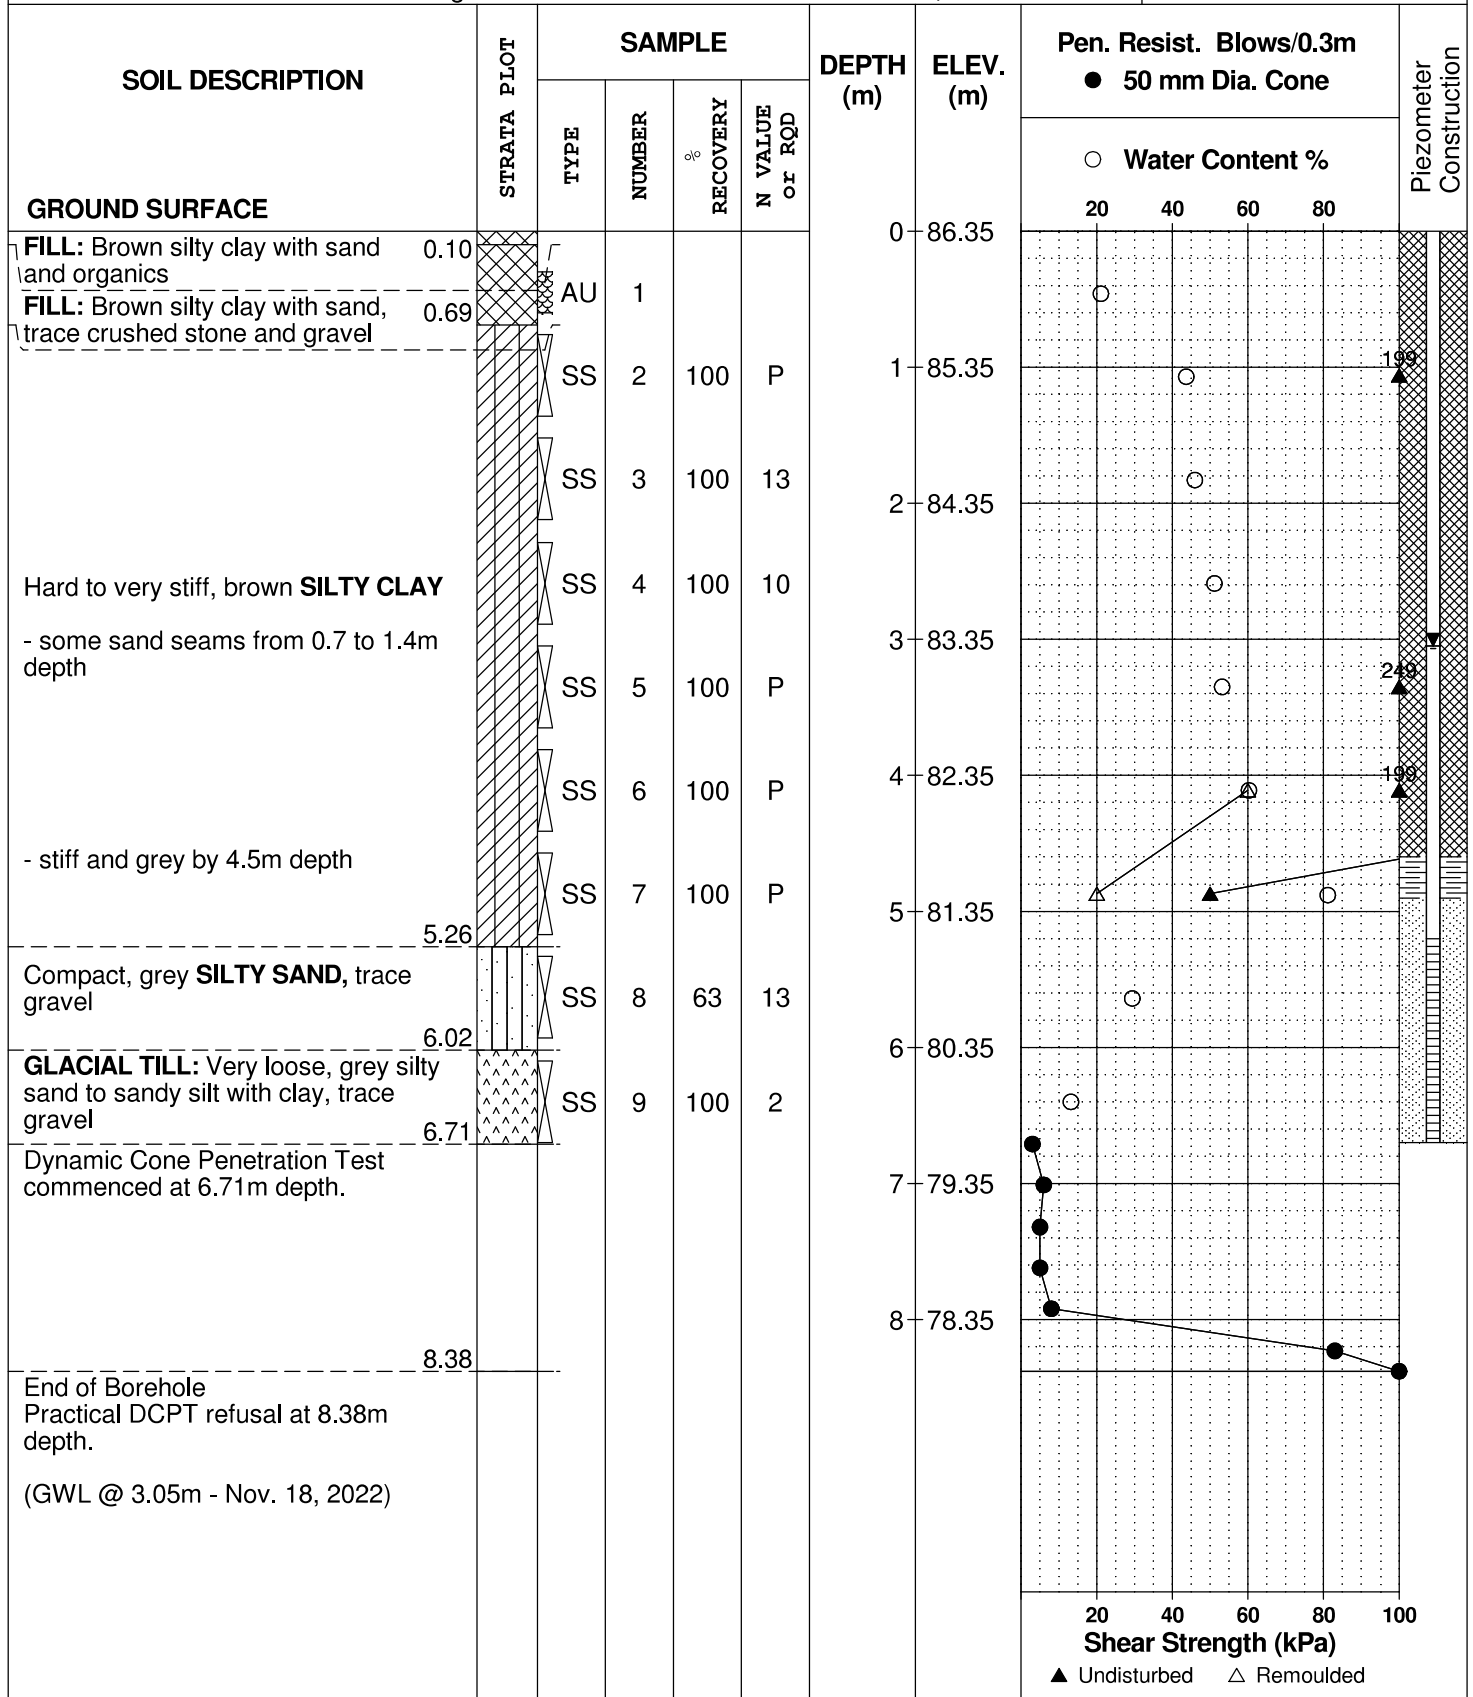 SOIL DESCRIPTION
GROUND SURFACE
STRATA PLOT
SAMPLE
TYPE
NUMBER
% RECOVERY
N VALUE or RQD
DEPTH (m)
ELEV. (m)
Pen. Resist. Blows/0.3m
● 50 mm Dia. Cone
○ Water Content %
20 40 60 80
Piezometer Construction
FILL: Brown silty clay with sand 0.10
and organics
FILL: Brown silty clay with sand, 0.69
trace crushed stone and gravel
Hard to very stiff, brown SILTY CLAY
- some sand seams from 0.7 to 1.4m
depth
- stiff and grey by 4.5m depth
5.26
Compact, grey SILTY SAND, trace
gravel
6.02
GLACIAL TILL: Very loose, grey silty
sand to sandy silt with clay, trace
gravel
6.71
Dynamic Cone Penetration Test
commenced at 6.71m depth.
8.38
End of Borehole
Practical DCPT refusal at 8.38m
depth.
(GWL @ 3.05m - Nov. 18, 2022)
AU 1
SS 2 100 P
SS 3 100 13
SS 4 100 10
SS 5 100 P
SS 6 100 P
SS 7 100 P
SS 8 63 13
SS 9 100 2
0 86.35
1 85.35
2 84.35
3 83.35
4 82.35
5 81.35
6 80.35
7 79.35
8 78.35
199
249
199
20 40 60 80 100
Shear Strength (kPa)
▲ Undisturbed △ Remoulded